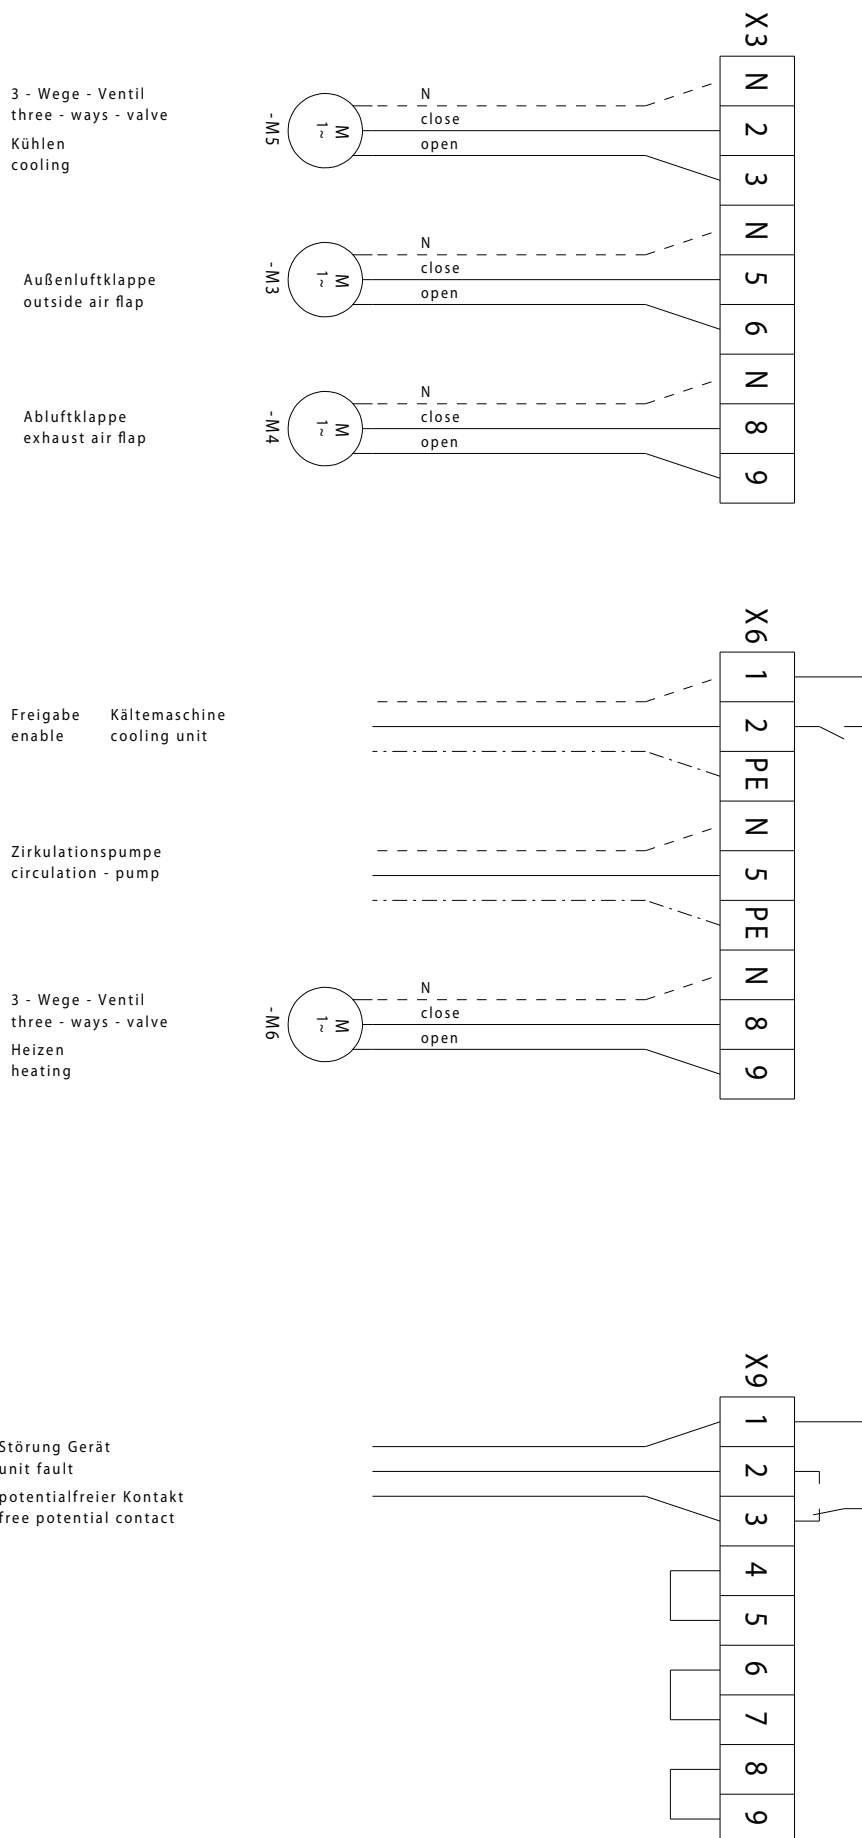 X3
3 - Wege - Ventil
three - ways - valve
Kühlen
cooling
-M5
M
1~
N
close
open
N
2
3
Außenluftklappe
outside air flap
-M3
M
1~
N
close
open
N
5
6
Abluftklappe
exhaust air flap
-M4
M
1~
N
close
open
N
8
9
X6
Freigabe Kältemaschine
enable cooling unit
1
2
PE
Zirkulationspumpe
circulation - pump
N
5
PE
3 - Wege - Ventil
three - ways - valve
Heizen
heating
-M6
M
1~
N
close
open
N
8
9
X9
Störung Gerät
unit fault
potentialfreier Kontakt
free potential contact
1
2
3
4
5
6
7
8
9